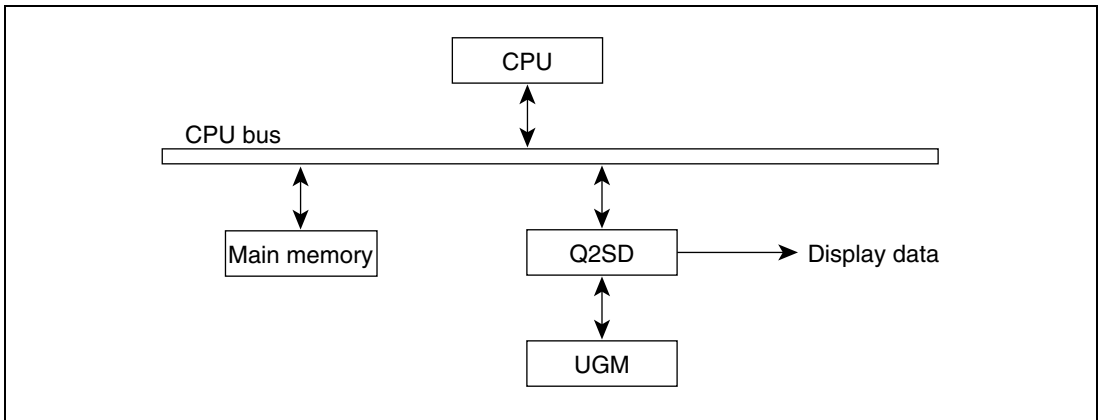 CPU
CPU bus
Main memory
Q2SD
Display data
UGM